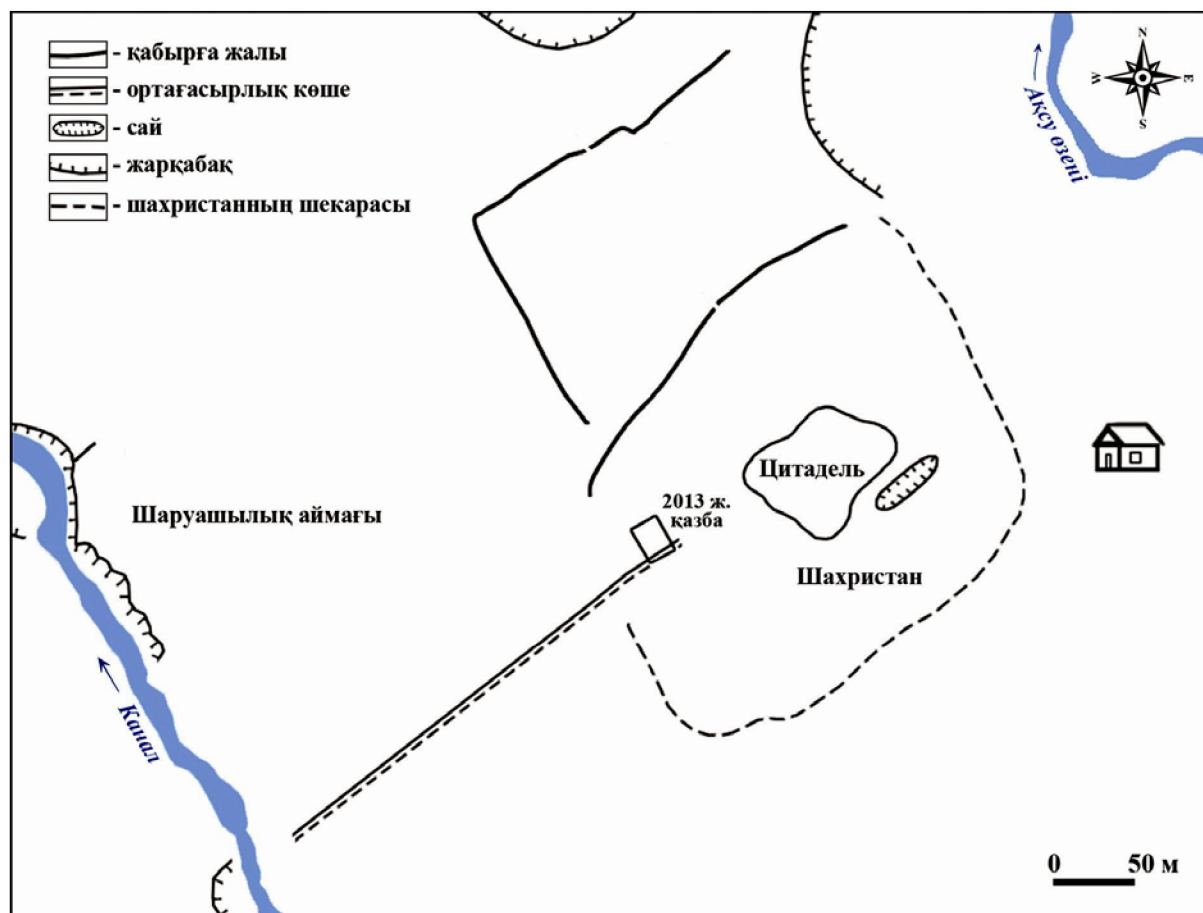 - қабырға жалы
- ортағасырлық көше
- сай
- жарқабақ
- шахристанның шекарасы
N
W
E
S
Ақсу өзені
Цитадель
2013 ж.
қазба
Шаруашылық аймағы
Шахристан
Канал
0 50 м